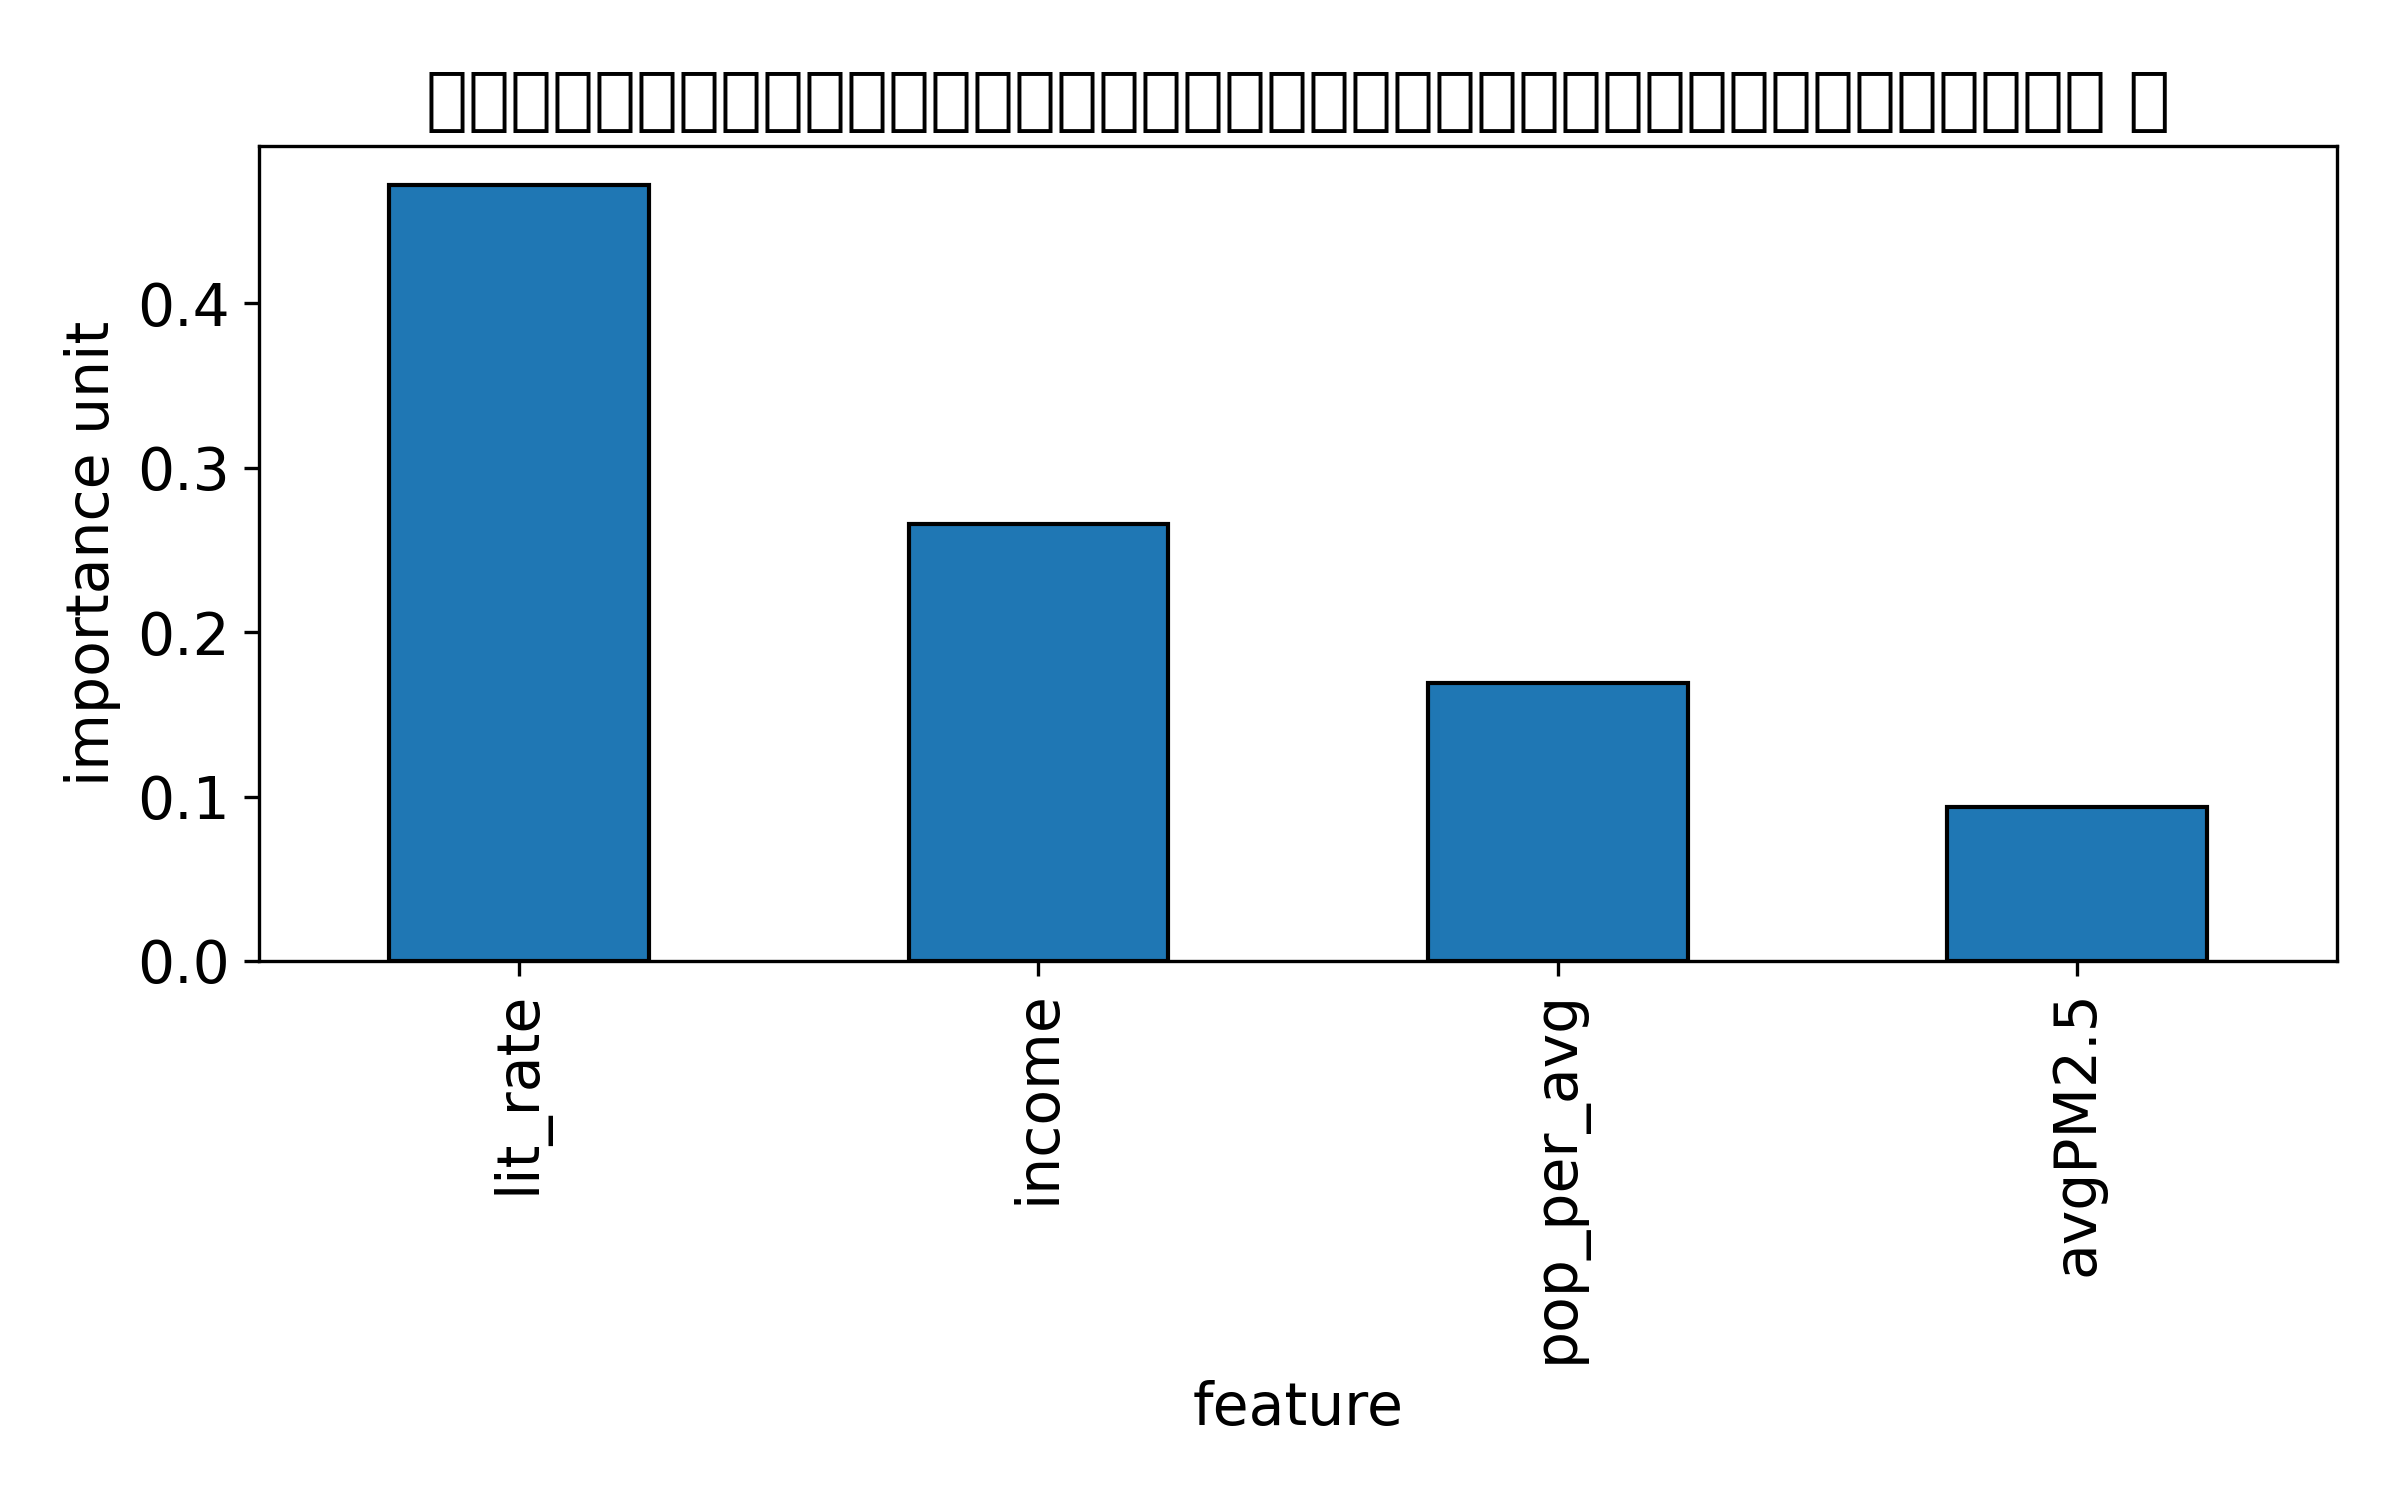 importance unit
0.4
0.3
0.2
0.1
0.0
lit_rate
income
pop_per_avg
avgPM2.5
feature